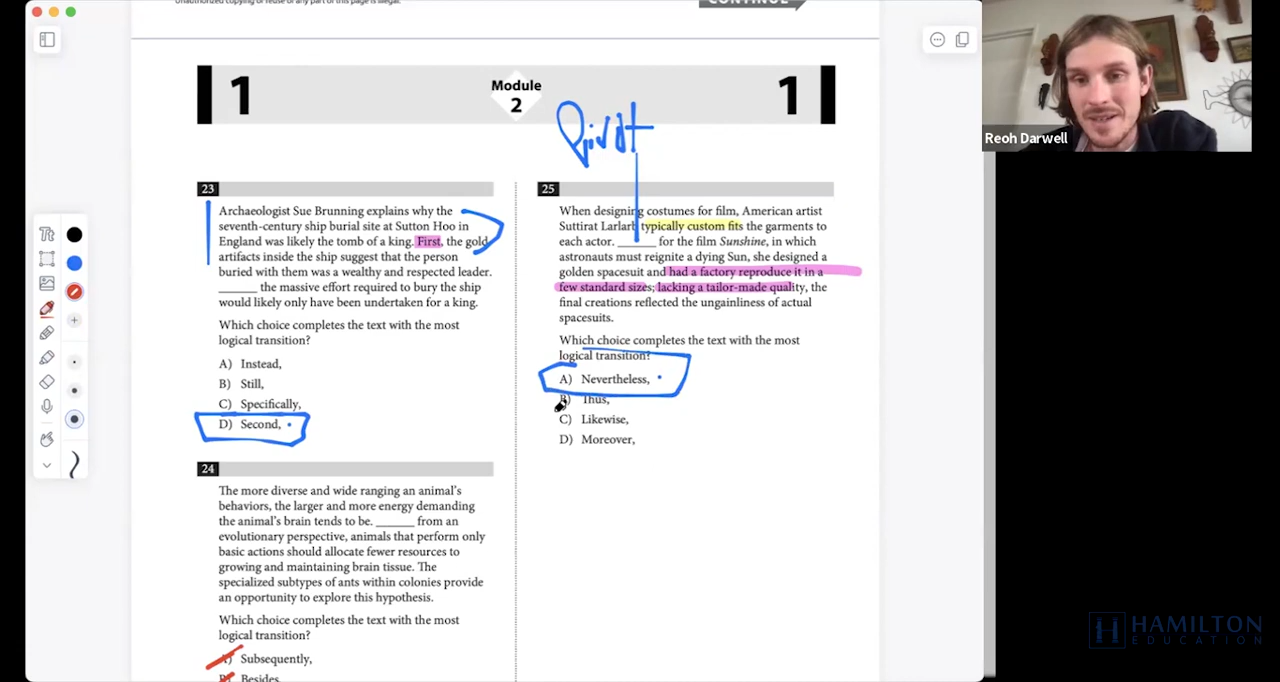 Unauthorized copying or reuse of any part of this page is illegal.
CONTINUE
1
Module
2
1
Pivot
23
Archaeologist Sue Brunning explains why the
seventh-century ship burial site at Sutton Hoo in
England was likely the tomb of a king. First, the gold
artifacts inside the ship suggest that the person
buried with them was a wealthy and respected leader.
______ the massive effort required to bury the ship
would likely only have been undertaken for a king.
Which choice completes the text with the most
logical transition?
A) Instead,
B) Still,
C) Specifically,
D) Second,
24
The more diverse and wide ranging an animal's
behaviors, the larger and more energy demanding
the animal's brain tends to be. ______ from an
evolutionary perspective, animals that perform only
basic actions should allocate fewer resources to
growing and maintaining brain tissue. The
specialized subtypes of ants within colonies provide
an opportunity to explore this hypothesis.
Which choice completes the text with the most
logical transition?
A) Subsequently,
B) Besides,
25
When designing costumes for film, American artist
Suttirat Larlarb typically custom fits the garments to
each actor. ______ for the film Sunshine, in which
astronauts must reignite a dying Sun, she designed a
golden spacesuit and had a factory reproduce it in a
few standard sizes; lacking a tailor-made quality, the
final creations reflected the ungainliness of actual
spacesuits.
Which choice completes the text with the most
logical transition?
A) Nevertheless,
B) Thus,
C) Likewise,
D) Moreover,
Reoh Darwell
HAMILTON
EDUCATION